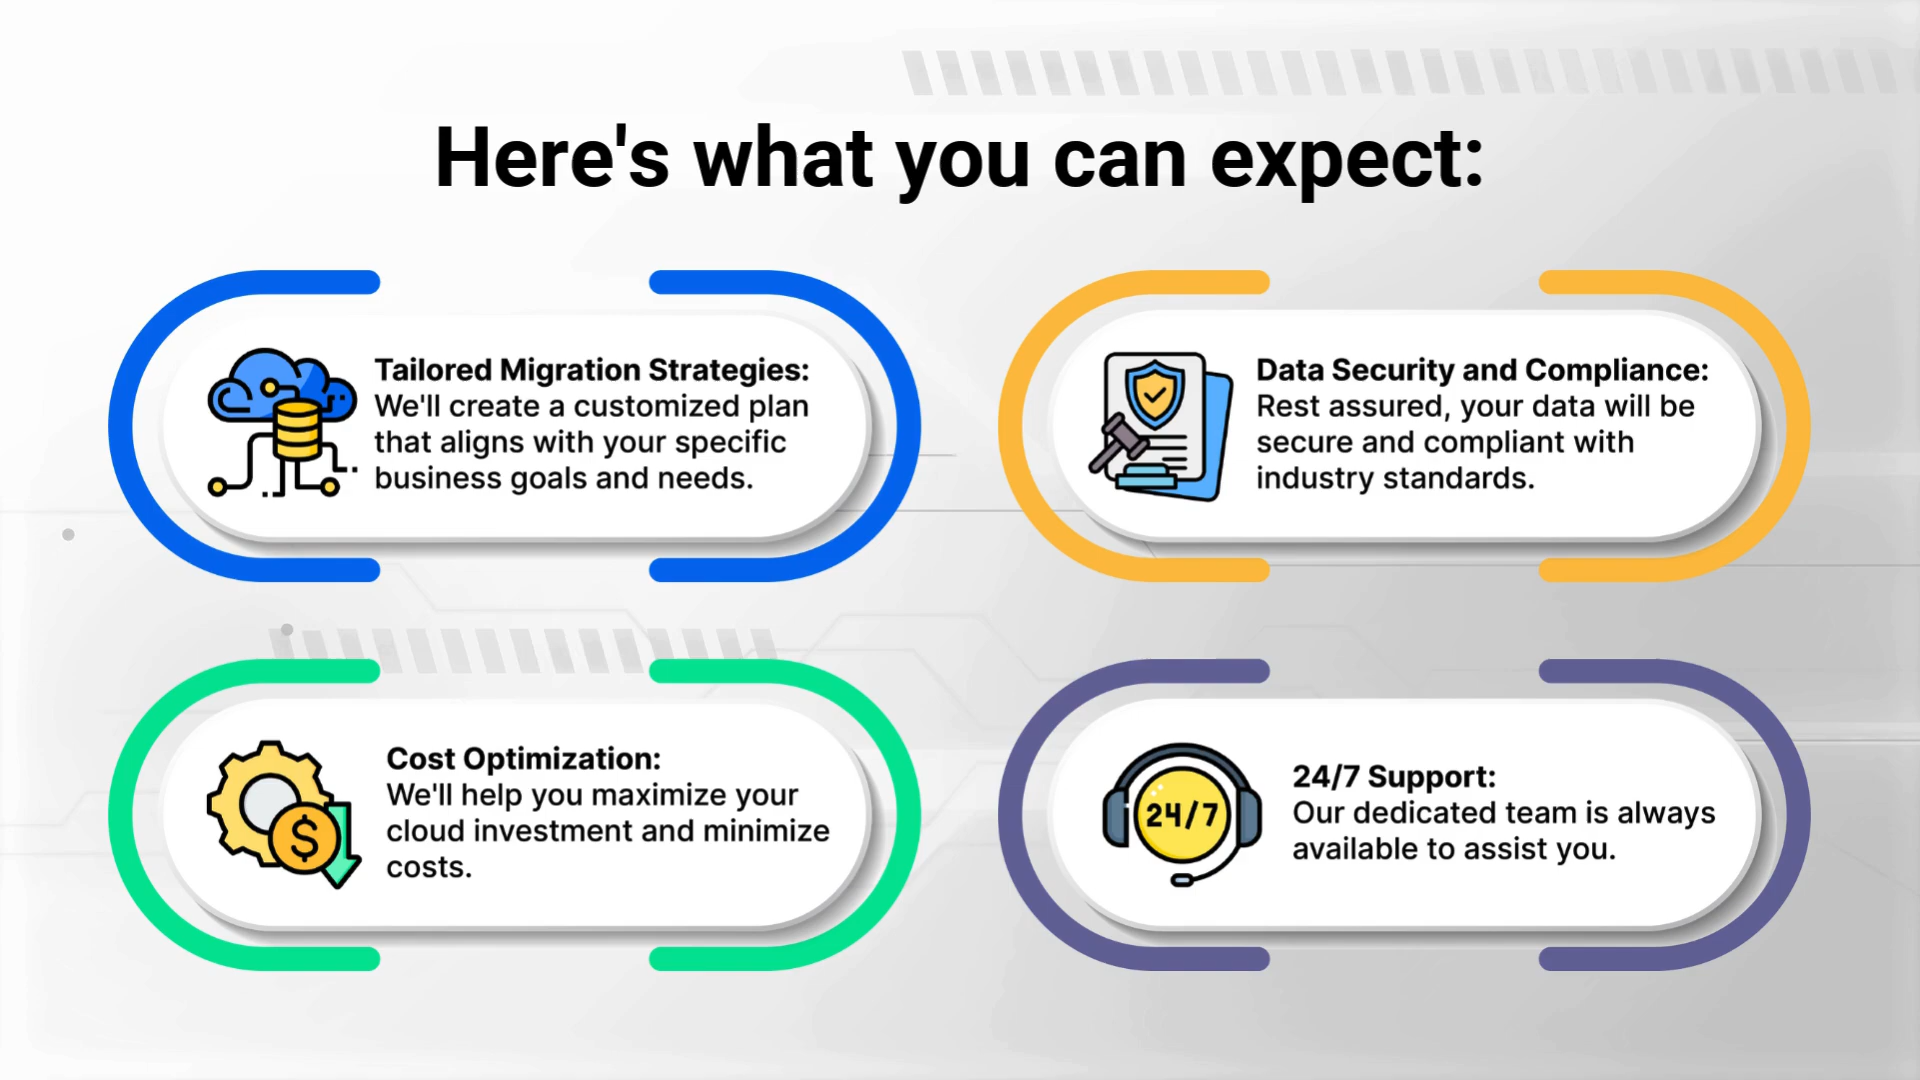 Here's what you can expect:
Tailored Migration Strategies:
We'll create a customized plan
that aligns with your specific
business goals and needs.
Data Security and Compliance:
Rest assured, your data will be
secure and compliant with
industry standards.
Cost Optimization:
We'll help you maximize your
cloud investment and minimize
costs.
$
24/7 Support:
Our dedicated team is always
available to assist you.
24/7